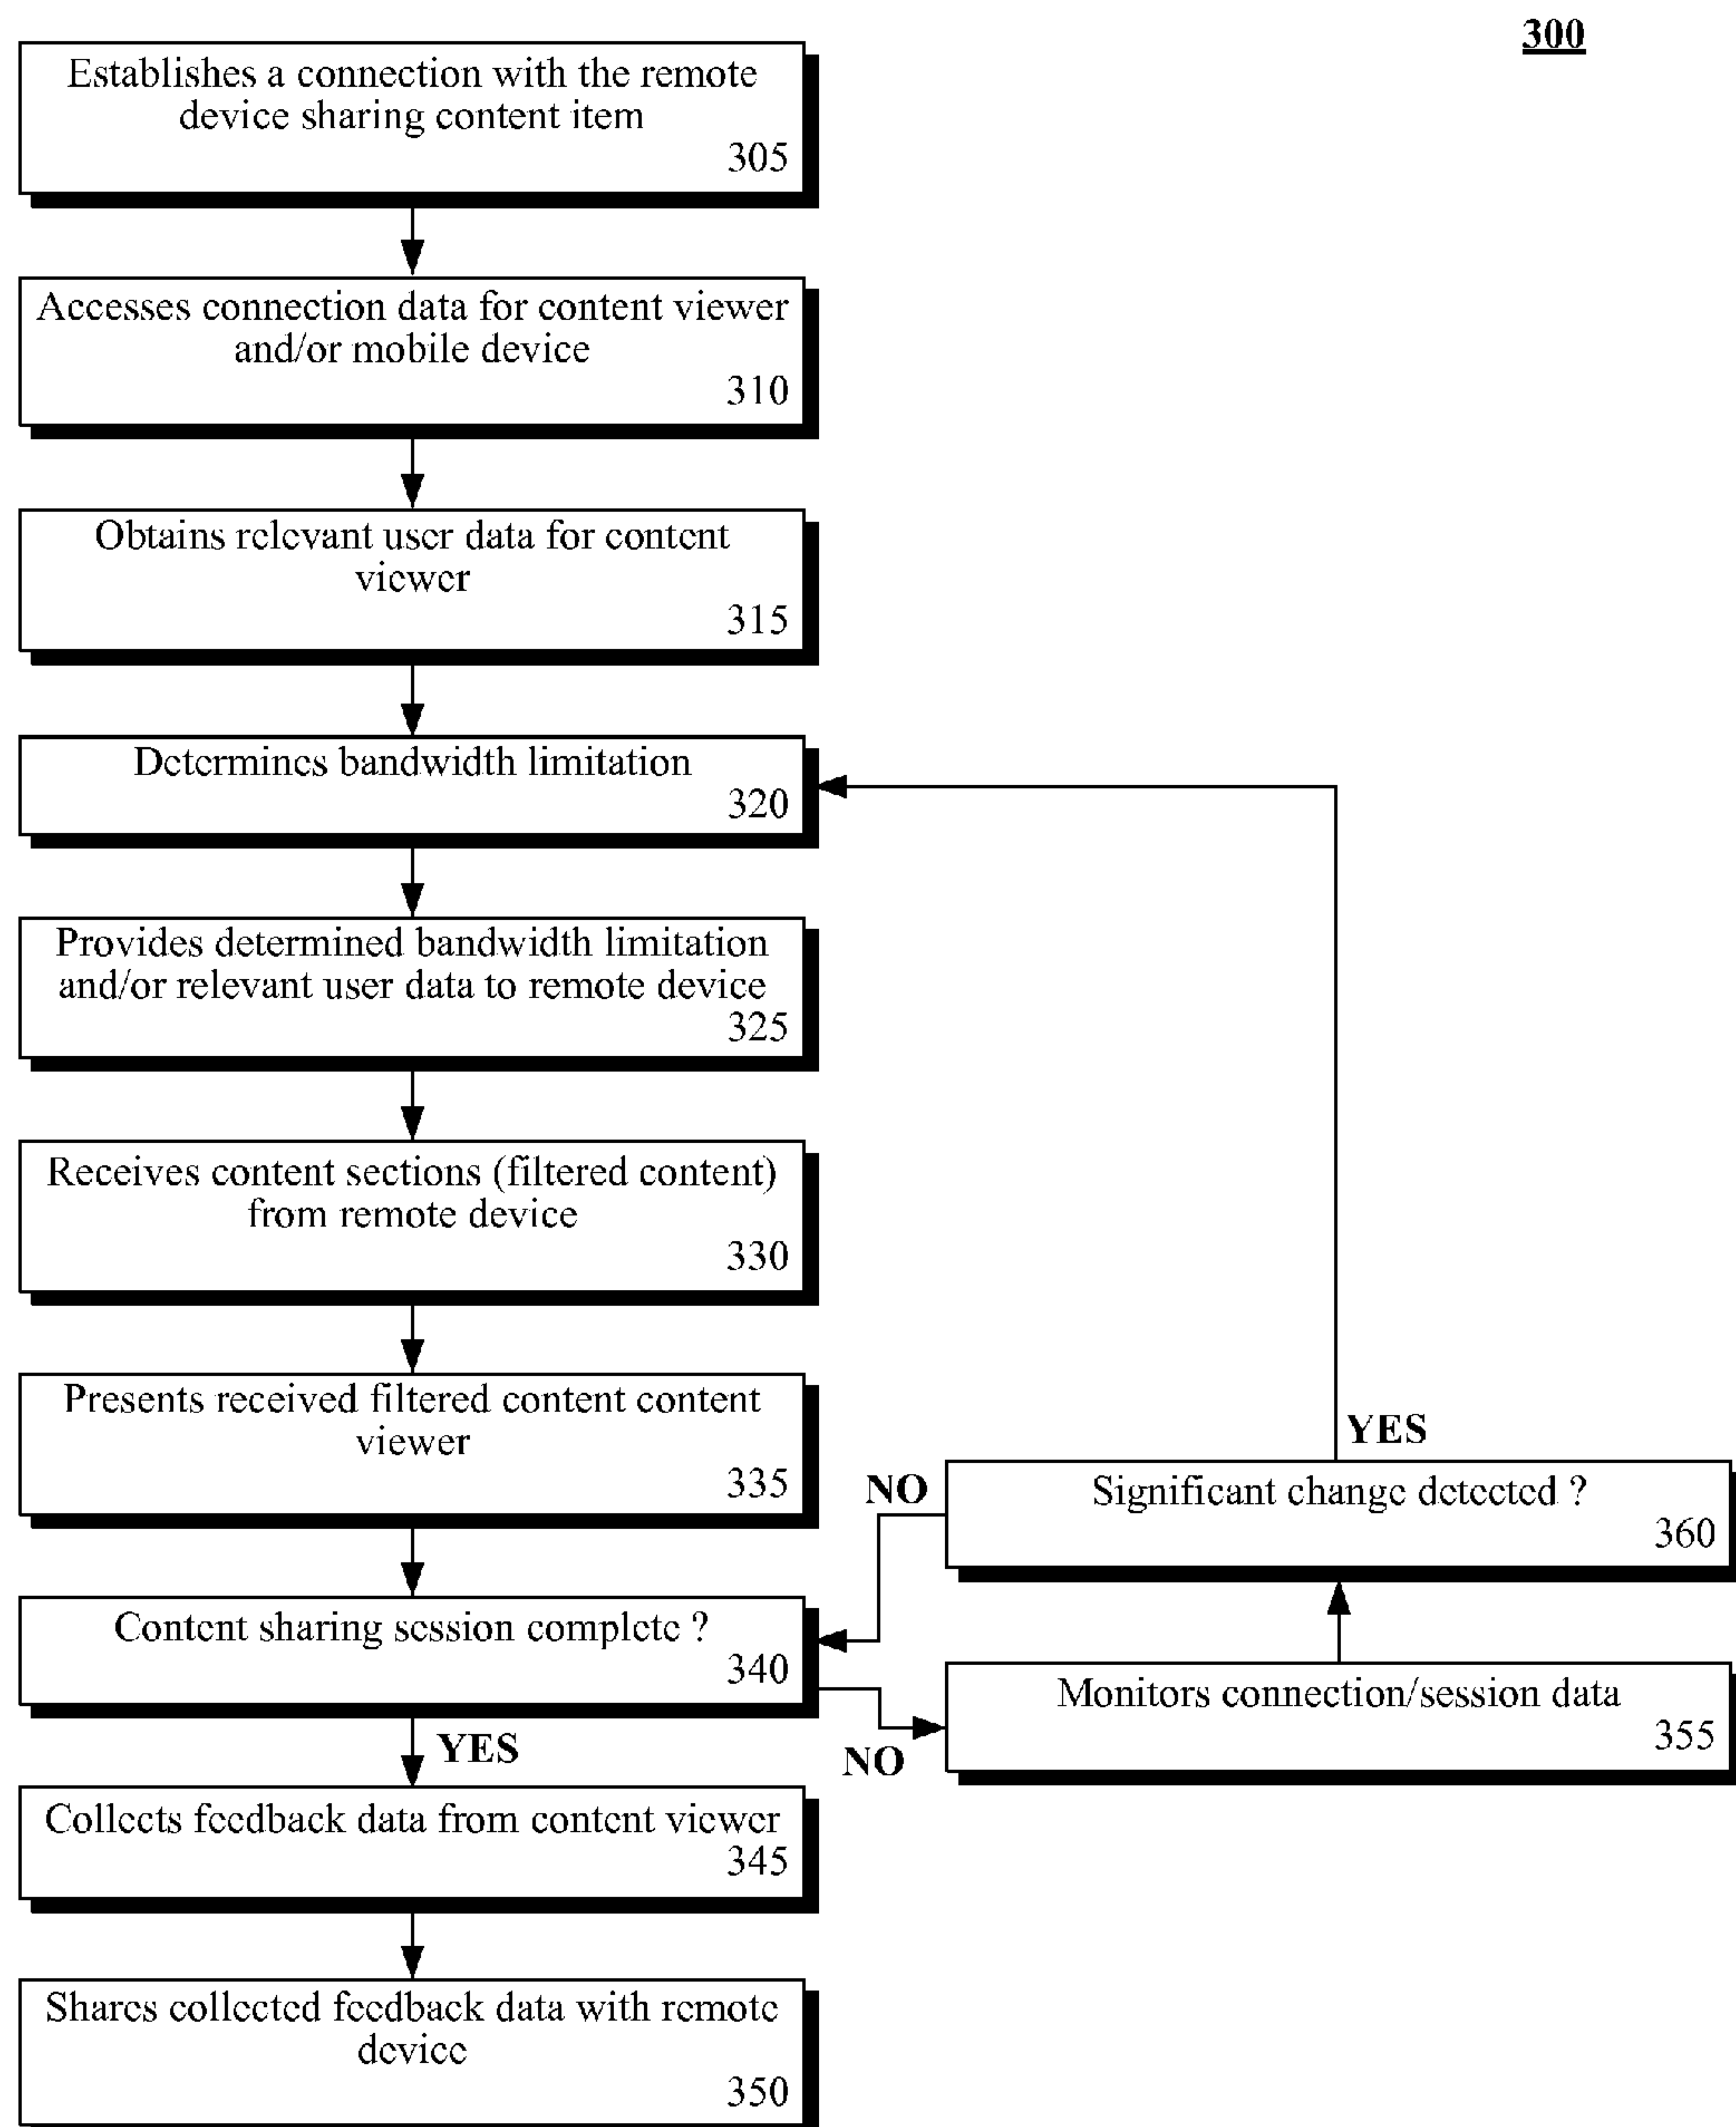 300
Establishes a connection with the remote
device sharing content item
305
Accesses connection data for content viewer
and/or mobile device
310
Obtains relevant user data for content
viewer
315
Determines bandwidth limitation
320
Provides determined bandwidth limitation
and/or relevant user data to remote device
325
Receives content sections (filtered content)
from remote device
330
Presents received filtered content content
viewer
335
YES
NO
Significant change detected ?
360
Content sharing session complete ?
340
Monitors connection/session data
355
YES
NO
Collects feedback data from content viewer
345
Shares collected feedback data with remote
device
350